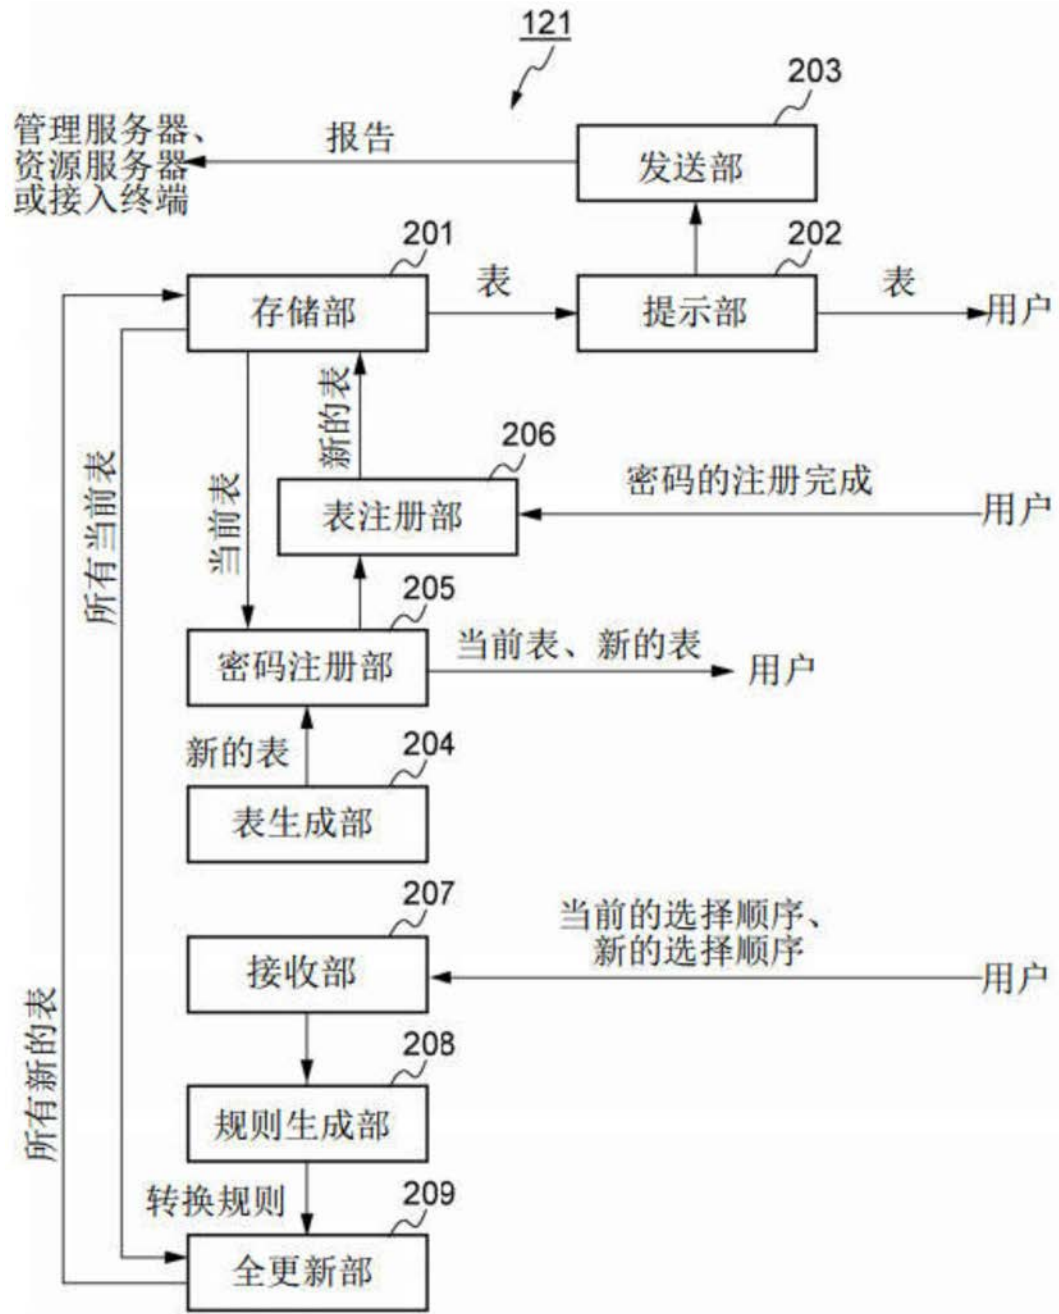 121
203
管理服务器、
资源服务器
或接入终端
报告
发送部
201
202
存储部
表
提示部
表
用户
新的表
206
当前表
所有当前表
表注册部
密码的注册完成
用户
205
密码注册部
当前表、新的表
用户
新的表
204
表生成部
207
当前的选择顺序、
新的选择顺序
接收部
用户
所有新的表
208
规则生成部
转换规则
209
全更新部